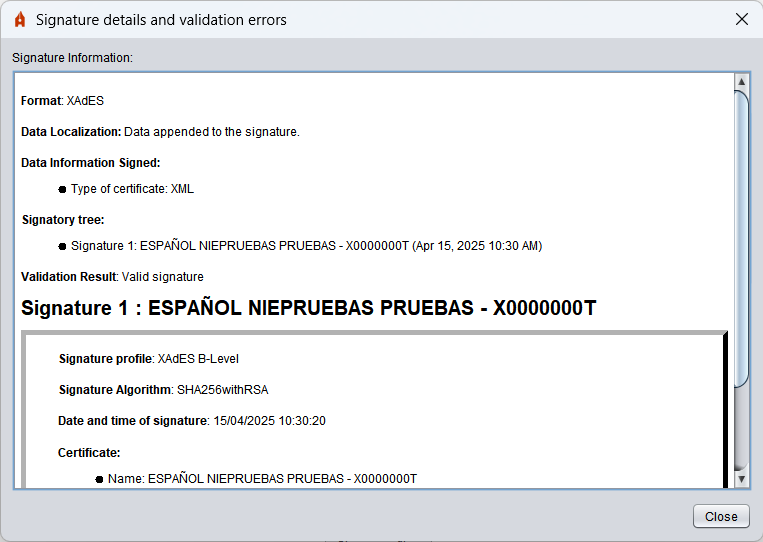 Signature details and validation errors
Signature Information:
Format: XAdES
Data Localization: Data appended to the signature.
Data Information Signed:
Type of certificate: XML
Signatory tree:
Signature 1: ESPAÑOL NIEPRUEBAS PRUEBAS - X0000000T (Apr 15, 2025 10:30 AM)
Validation Result: Valid signature
Signature 1 : ESPAÑOL NIEPRUEBAS PRUEBAS - X0000000T
Signature profile: XAdES B-Level
Signature Algorithm: SHA256withRSA
Date and time of signature: 15/04/2025 10:30:20
Certificate:
Name: ESPAÑOL NIEPRUEBAS PRUEBAS - X0000000T
Close